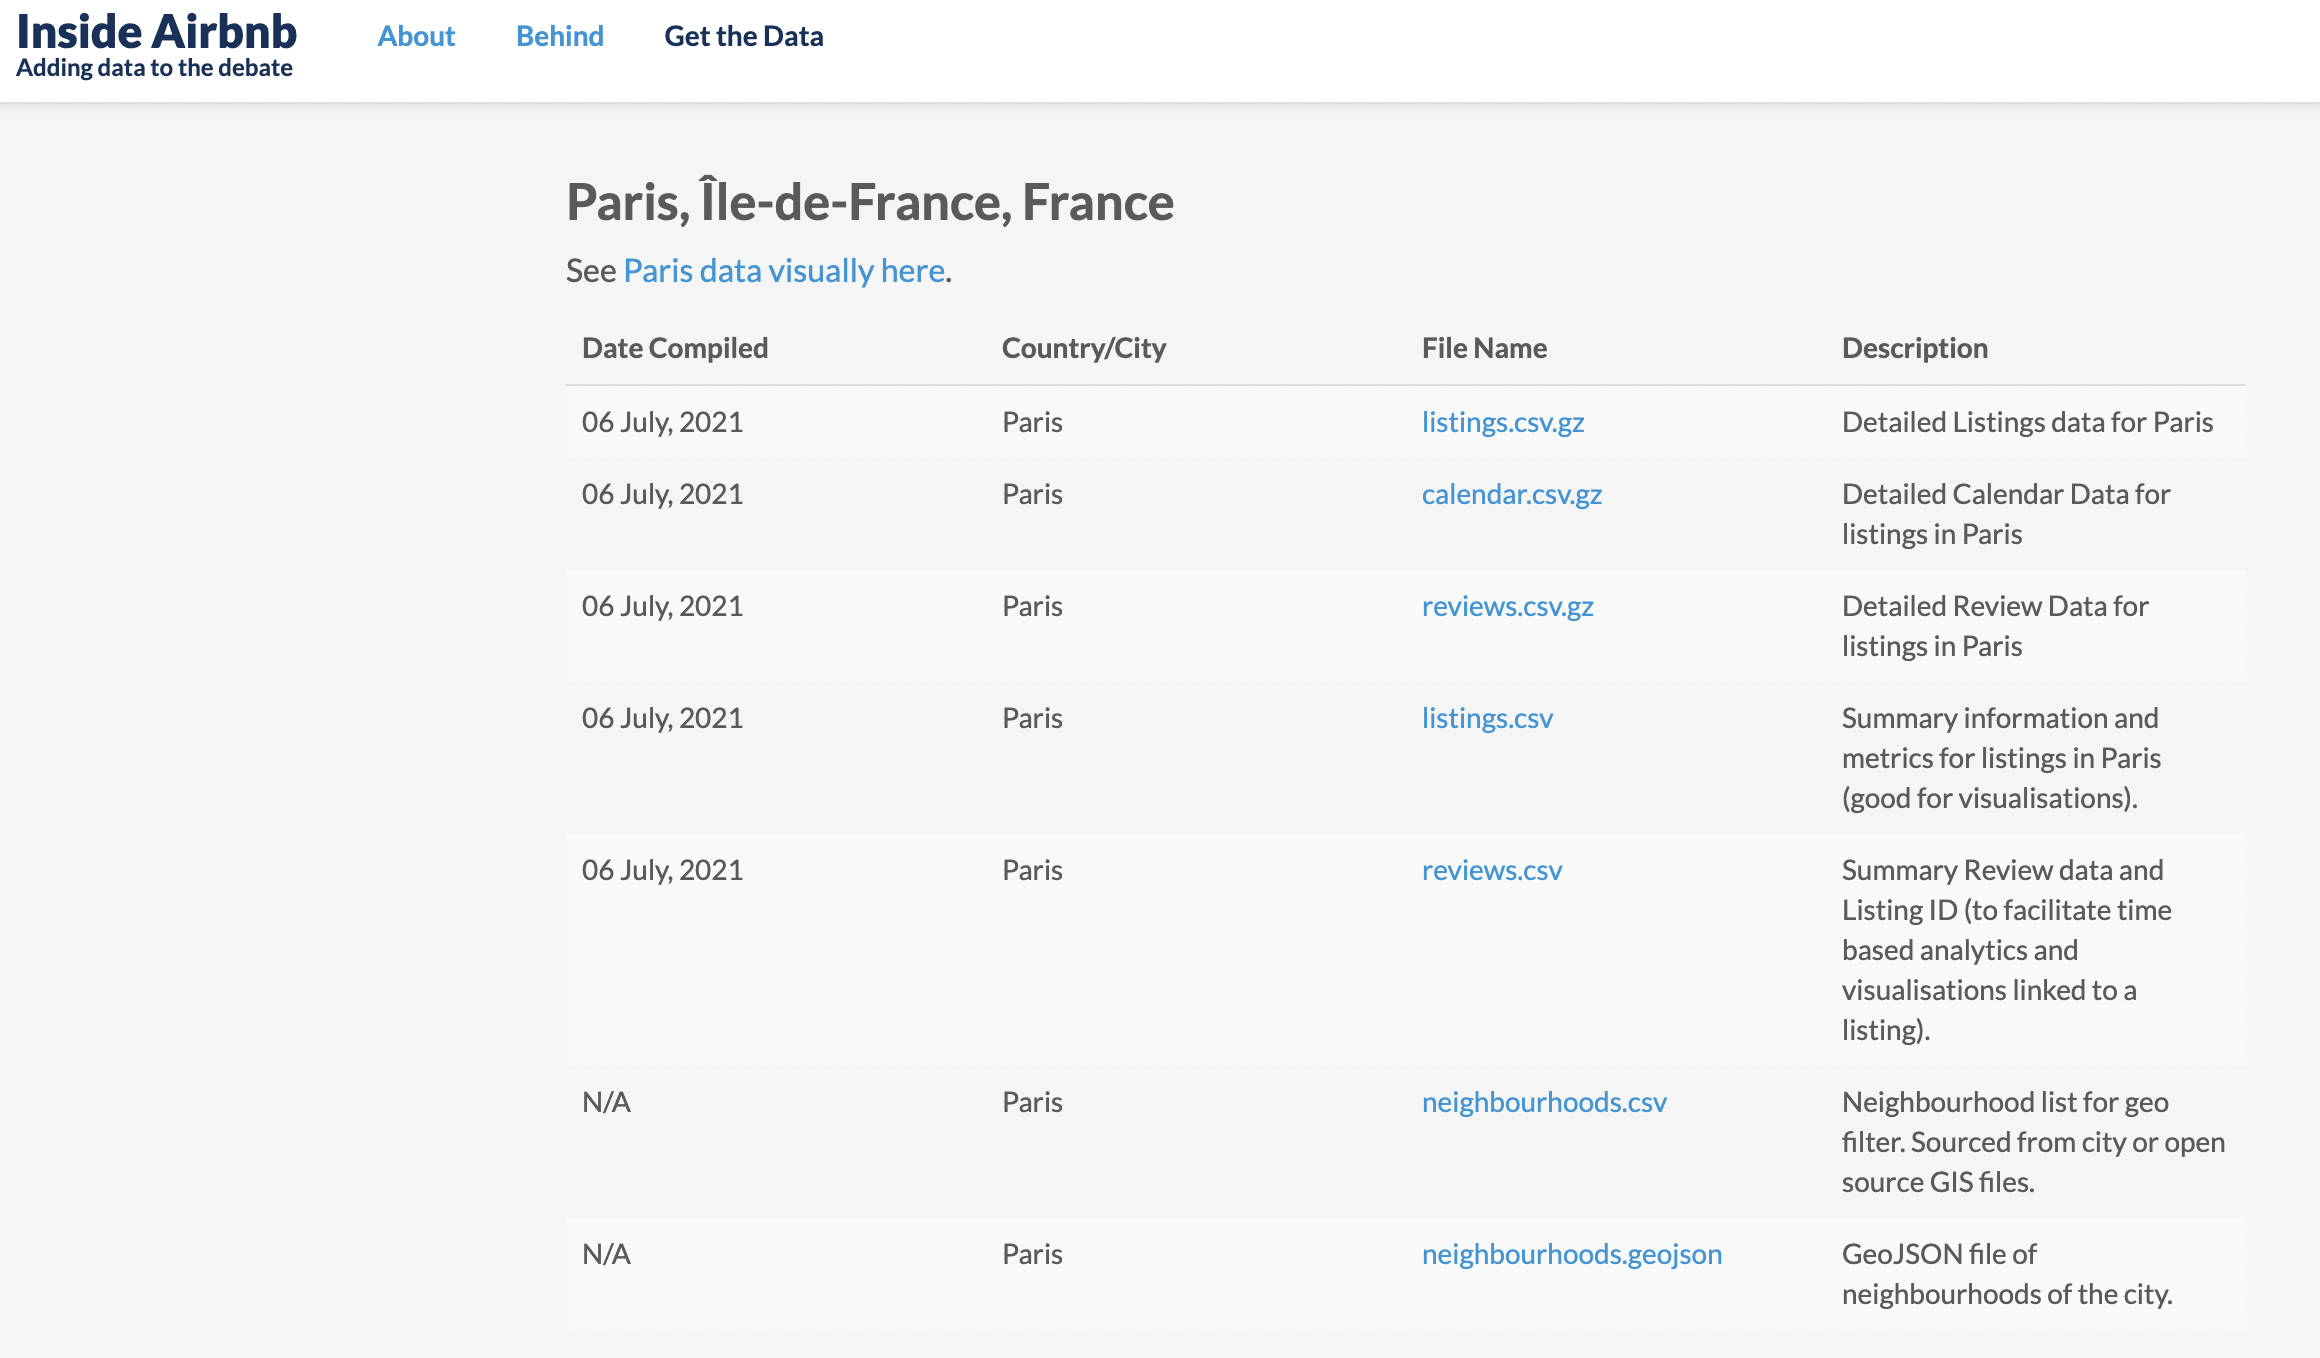 Inside Airbnb
Adding data to the debate
About Behind Get the Data
Paris, Île-de-France, France
See Paris data visually here.
Date Compiled Country/City File Name Description
06 July, 2021 Paris listings.csv.gz Detailed Listings data for Paris
06 July, 2021 Paris calendar.csv.gz Detailed Calendar Data for
listings in Paris
06 July, 2021 Paris reviews.csv.gz Detailed Review Data for
listings in Paris
06 July, 2021 Paris listings.csv Summary information and
metrics for listings in Paris
(good for visualisations).
06 July, 2021 Paris reviews.csv Summary Review data and
Listing ID (to facilitate time
based analytics and
visualisations linked to a
listing).
N/A Paris neighbourhoods.csv Neighbourhood list for geo
filter. Sourced from city or open
source GIS files.
N/A Paris neighbourhoods.geojson GeoJSON file of
neighbourhoods of the city.